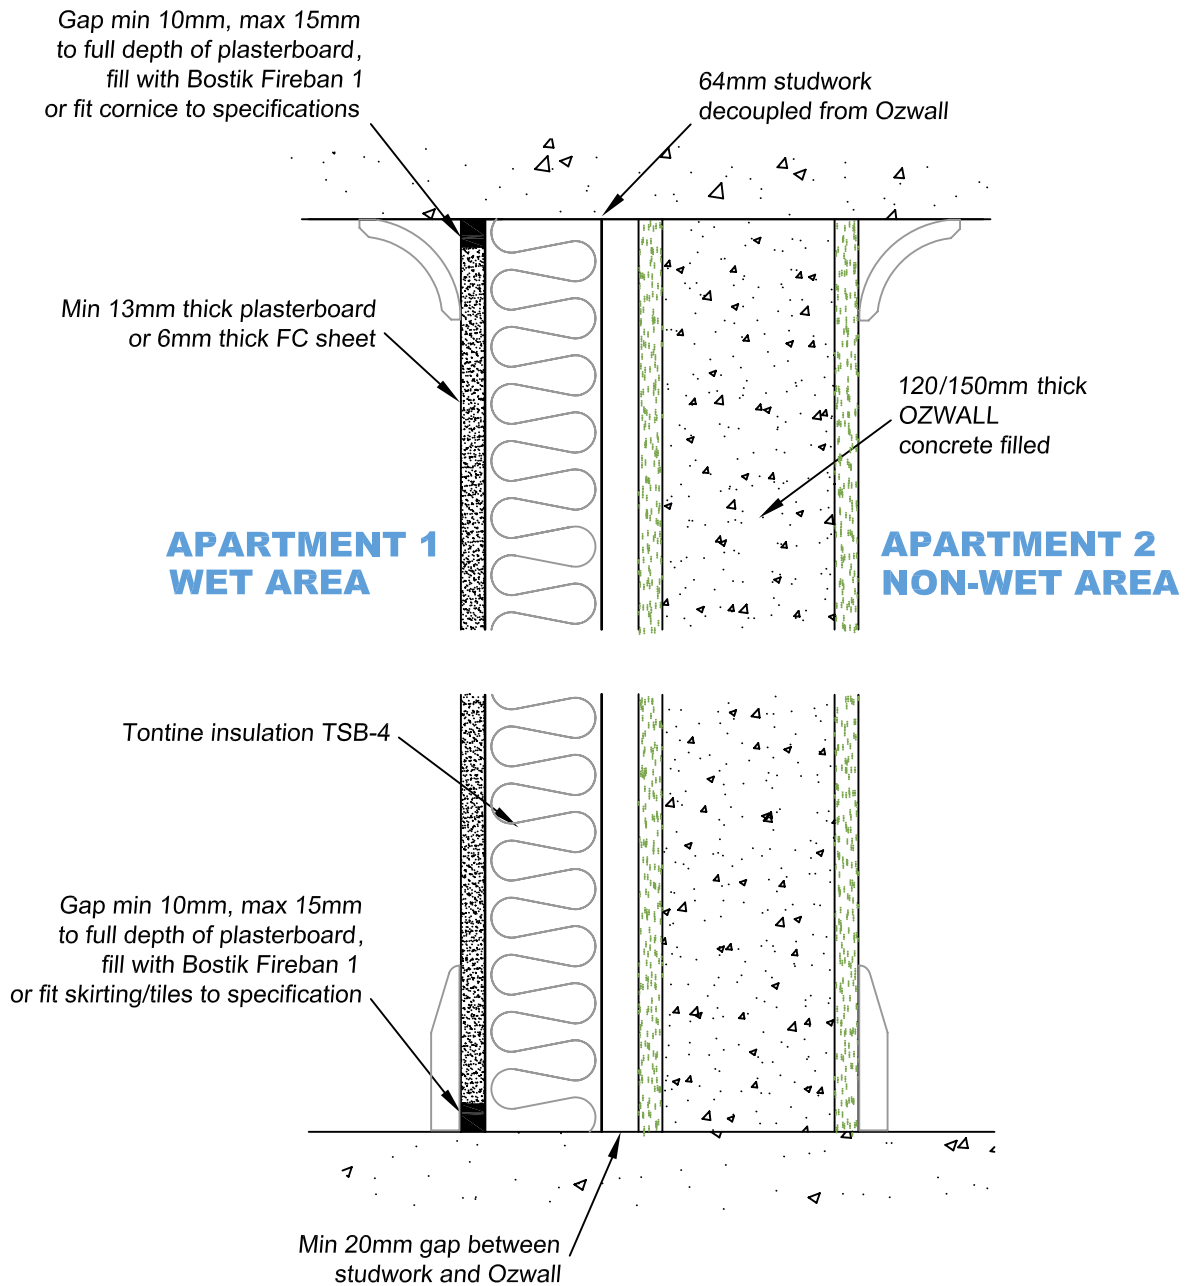 Gap min 10mm, max 15mm
to full depth of plasterboard,
fill with Bostik Fireban 1
or fit cornice to specifications
64mm studwork
decoupled from Ozwall
Min 13mm thick plasterboard
or 6mm thick FC sheet
120/150mm thick
OZWALL
concrete filled
APARTMENT 1
WET AREA
APARTMENT 2
NON-WET AREA
Tontine insulation TSB-4
Gap min 10mm, max 15mm
to full depth of plasterboard,
fill with Bostik Fireban 1
or fit skirting/tiles to specification
Min 20mm gap between
studwork and Ozwall